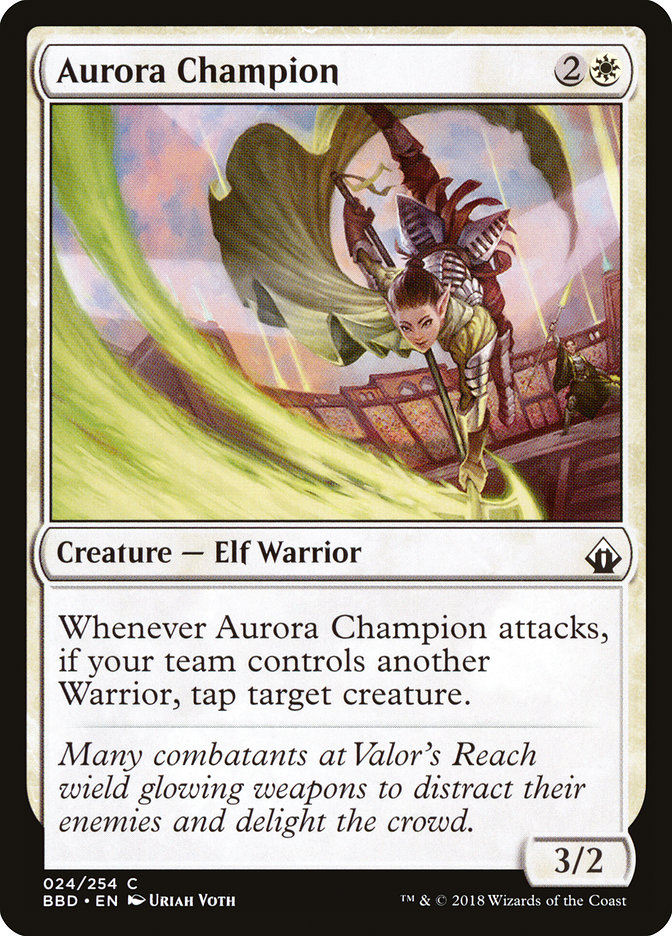 Aurora Champion 2
Creature — Elf Warrior
Whenever Aurora Champion attacks,
if your team controls another
Warrior, tap target creature.
Many combatants at Valor's Reach
wield glowing weapons to distract their
enemies and delight the crowd.
3/2
024/254 C
BBD • EN Uriah Voth
™ & © 2018 Wizards of the Coast